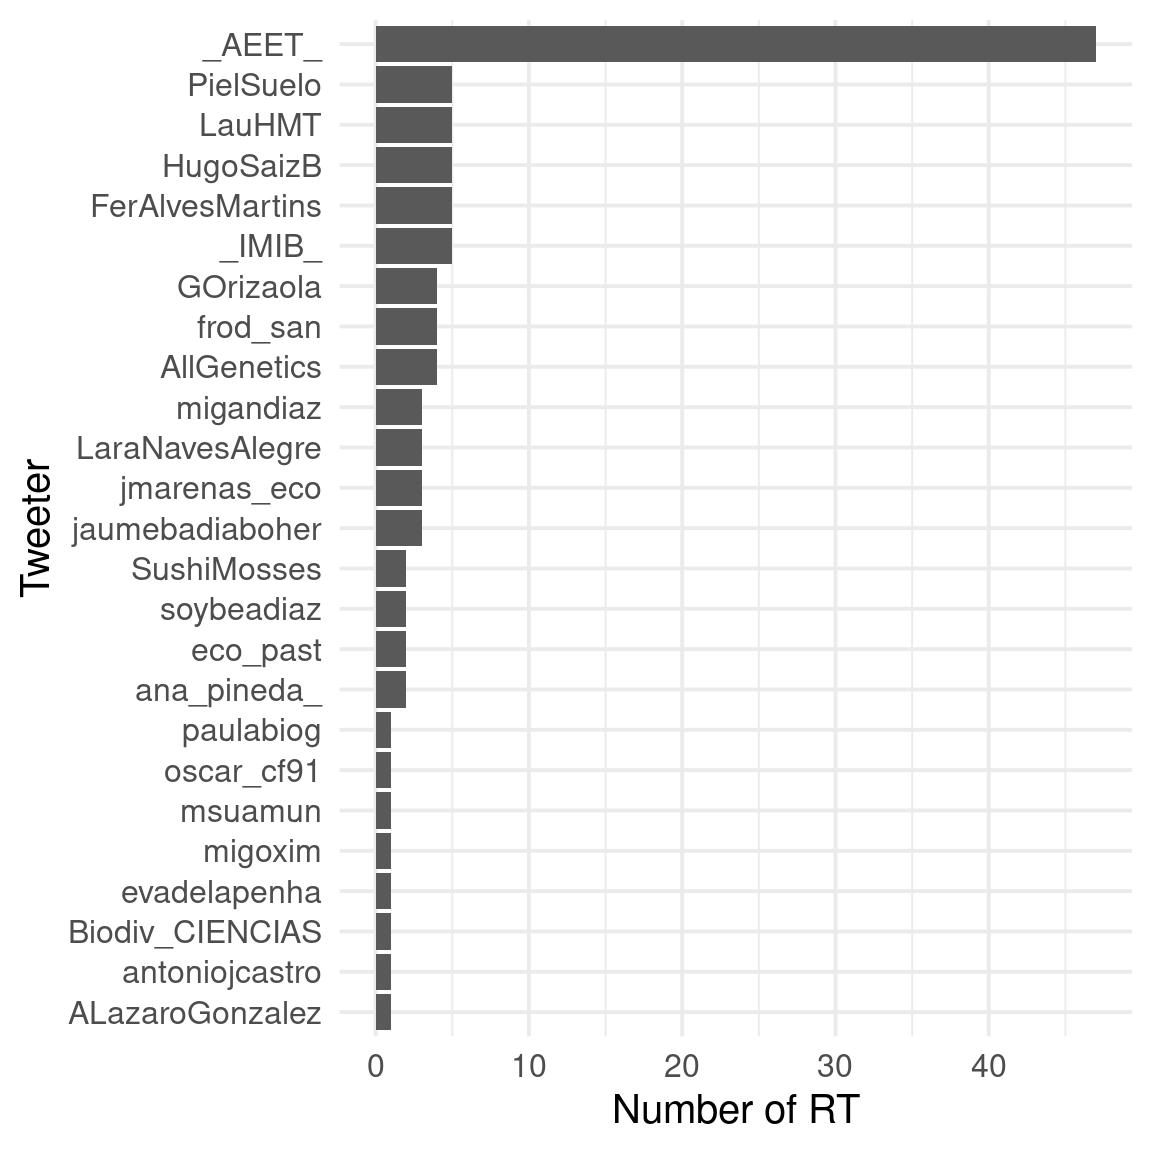 _AEET_
PielSuelo
LauHMT
HugoSaizB
FerAlvesMartins
_IMIB_
GOrizaola
frod_san
AllGenetics
migandiaz
LaraNavesAlegre
jmarenas_eco
jaumebadiaboher
SushiMosses
soybeadiaz
eco_past
ana_pineda_
paulabiog
oscar_cf91
msuamun
migoxim
evadelapenha
Biodiv_CIENCIAS
antoniojcastro
ALazaroGonzalez
Tweeter
0 10 20 30 40
Number of RT